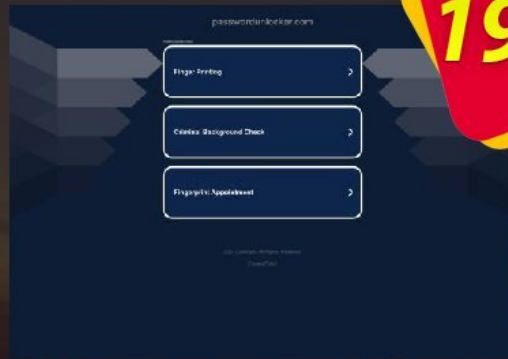 passwordunlocker.com
19
Finger Printing
Criminal Background Check
Fingerprint Appointment